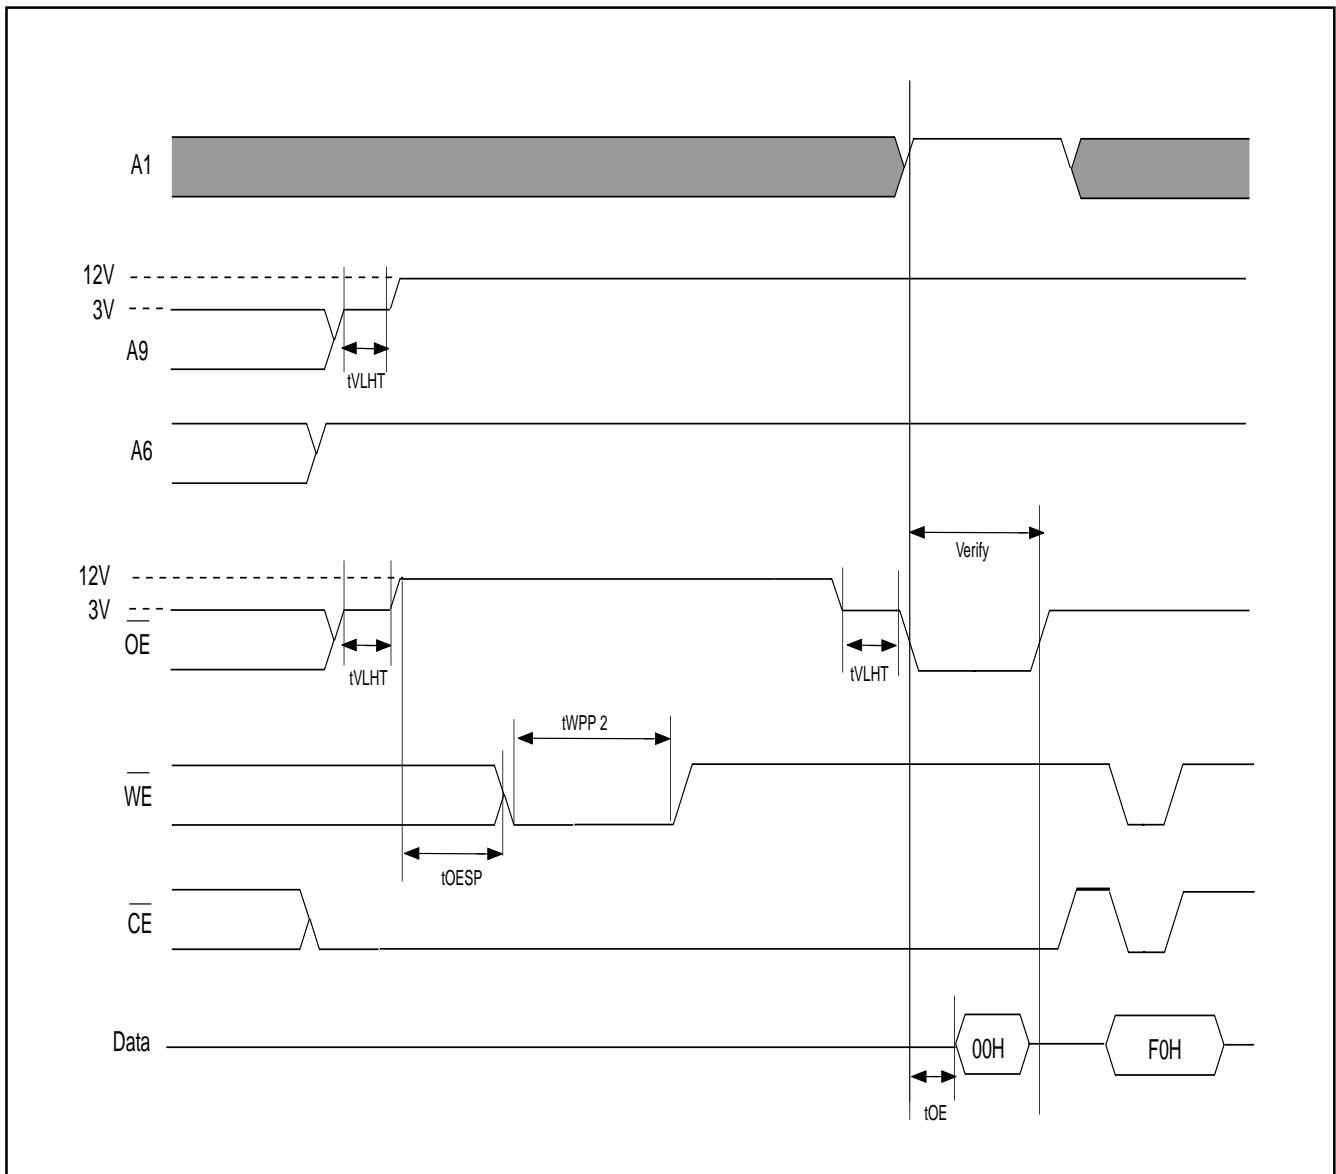 A1
12V
3V
A9
tVLHT
A6
Verify
12V
3V
OE
tVLHT
tVLHT
tWPP 2
WE
tOESP
CE
Data
00H
F0H
tOE